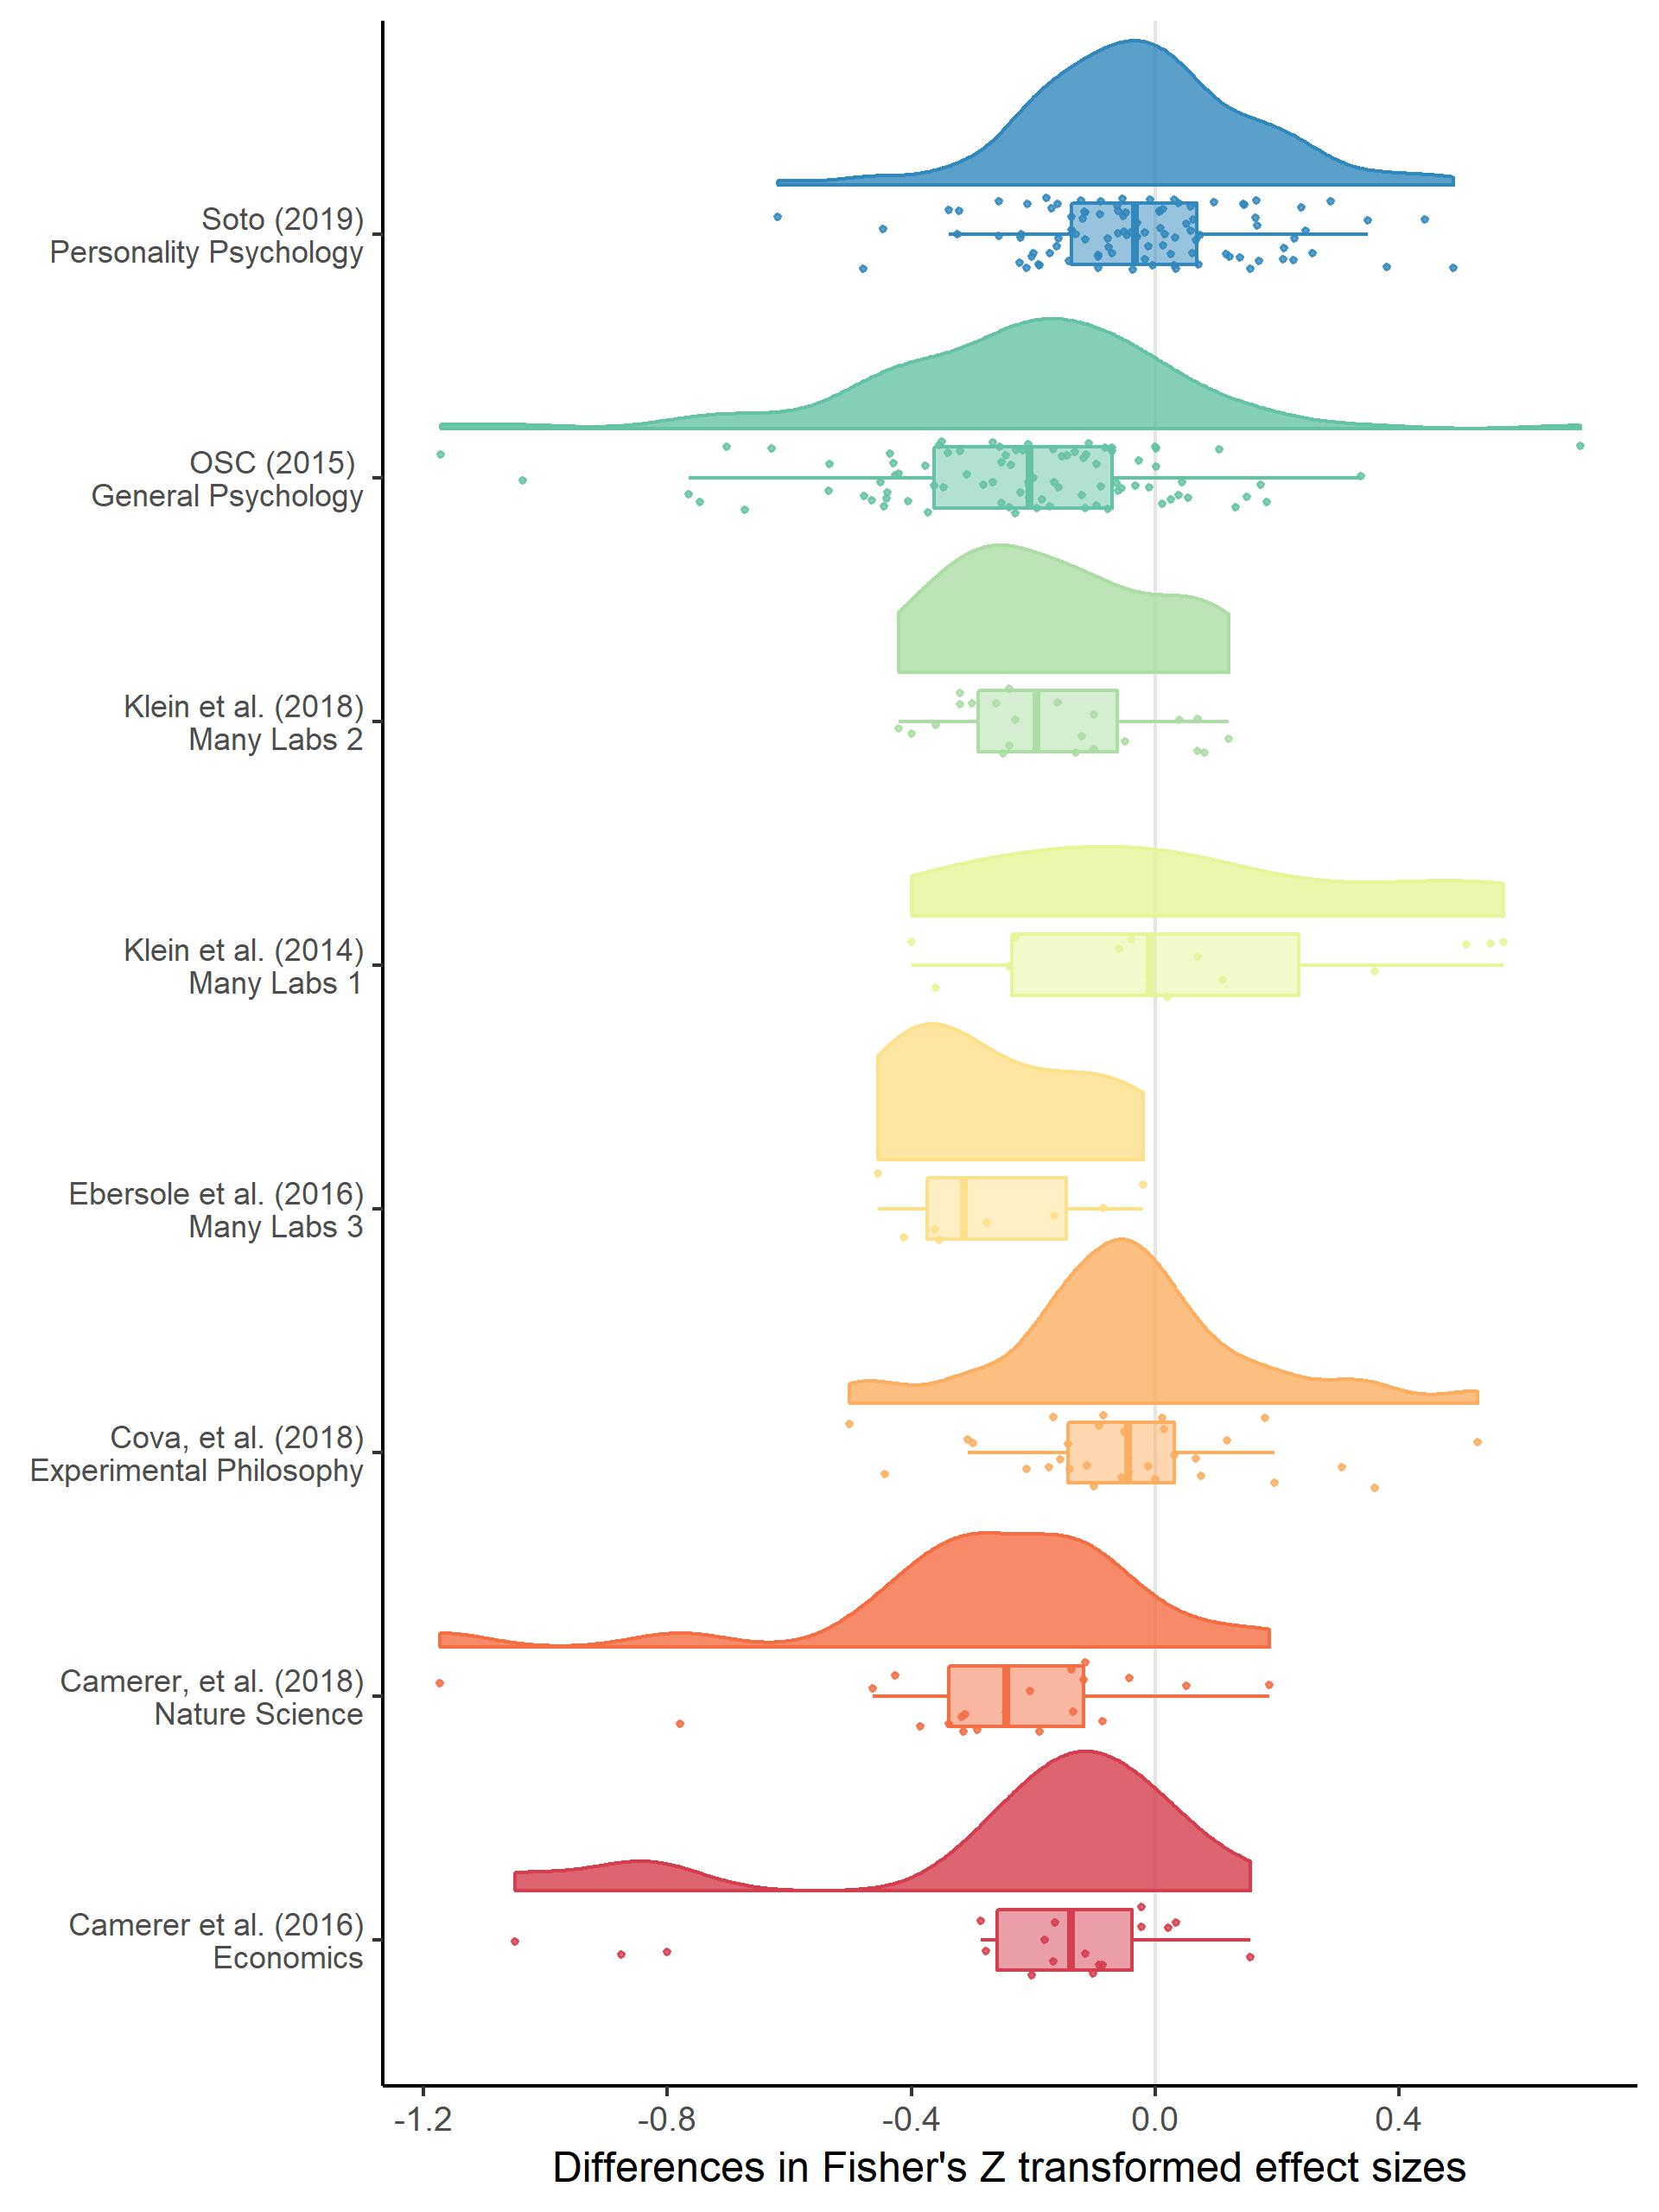 Soto (2019)
Personality Psychology
OSC (2015)
General Psychology
Klein et al. (2018)
Many Labs 2
Klein et al. (2014)
Many Labs 1
Ebersole et al. (2016)
Many Labs 3
Cova, et al. (2018)
Experimental Philosophy
Camerer, et al. (2018)
Nature Science
Camerer et al. (2016)
Economics
-1.2 -0.8 -0.4 0.0 0.4
Differences in Fisher's Z transformed effect sizes